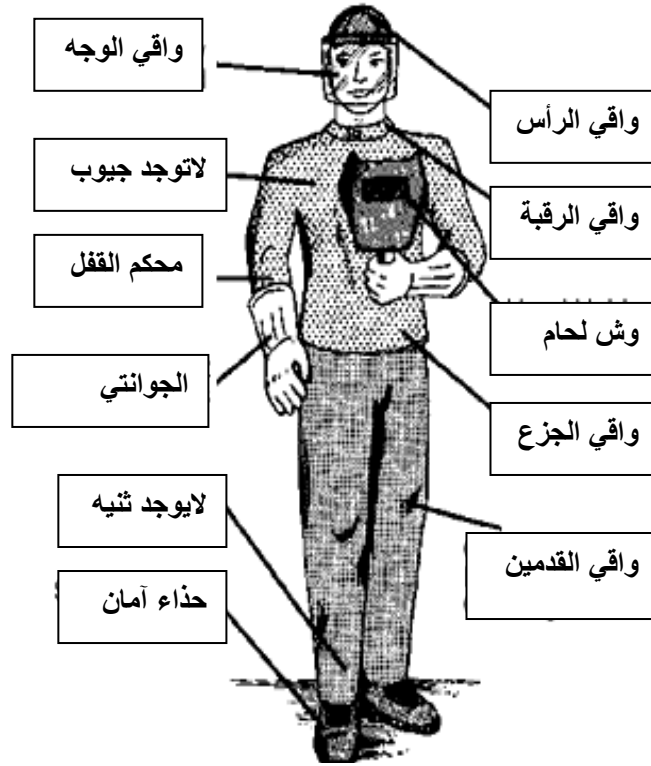 واقي الوجه
واقي الرأس
لاتوجد جيوب
واقي الرقبة
محكم القفل
وش لحام
الجوانتي
واقي الجزع
لايوجد ثنيه
واقي القدمين
حذاء آمان